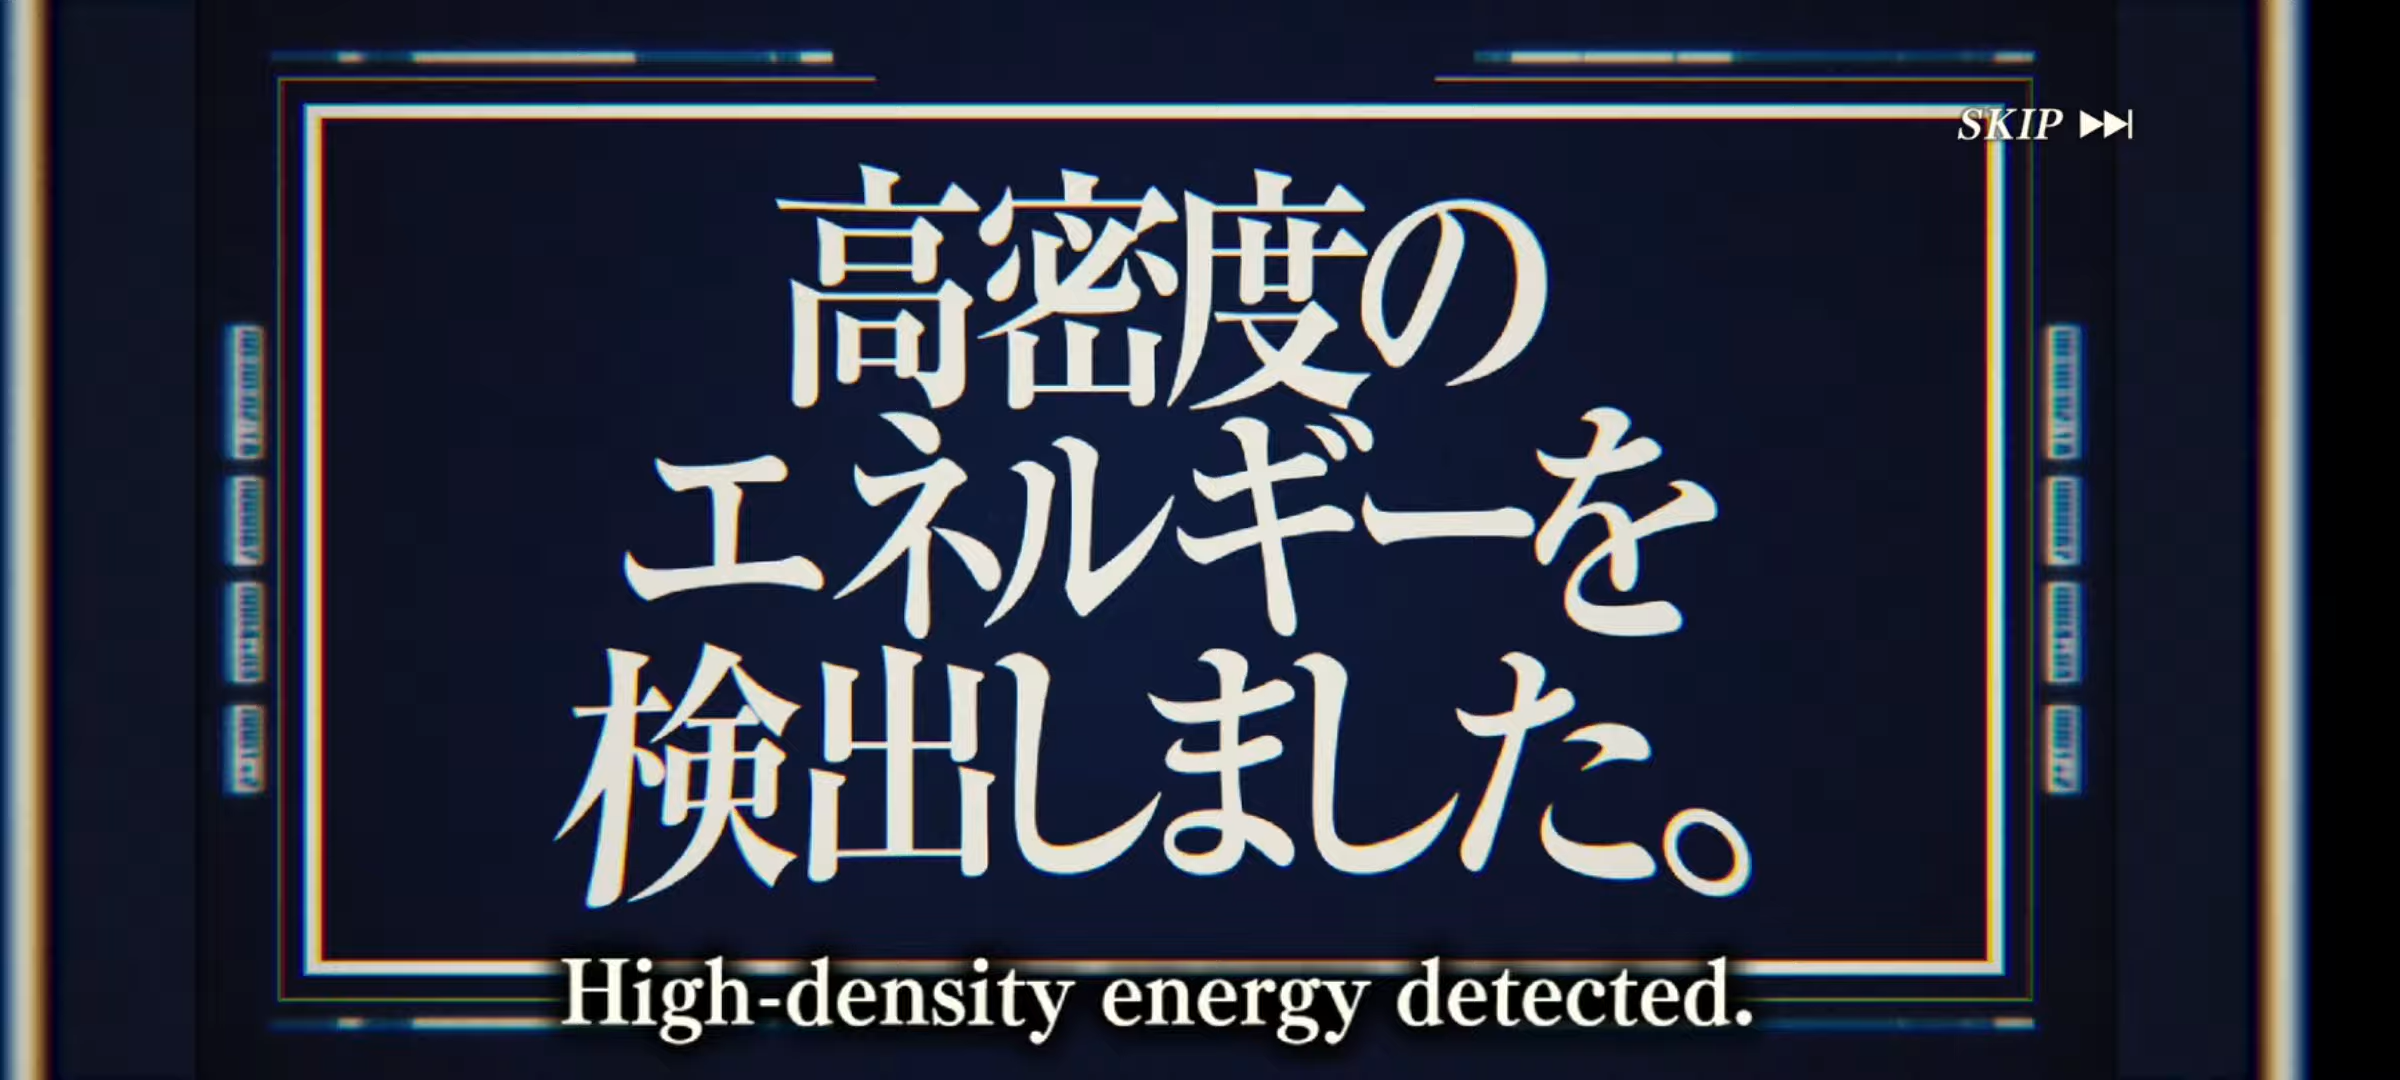 SKIP
高密度の
エネルギーを
検出しました。
High-density energy detected.